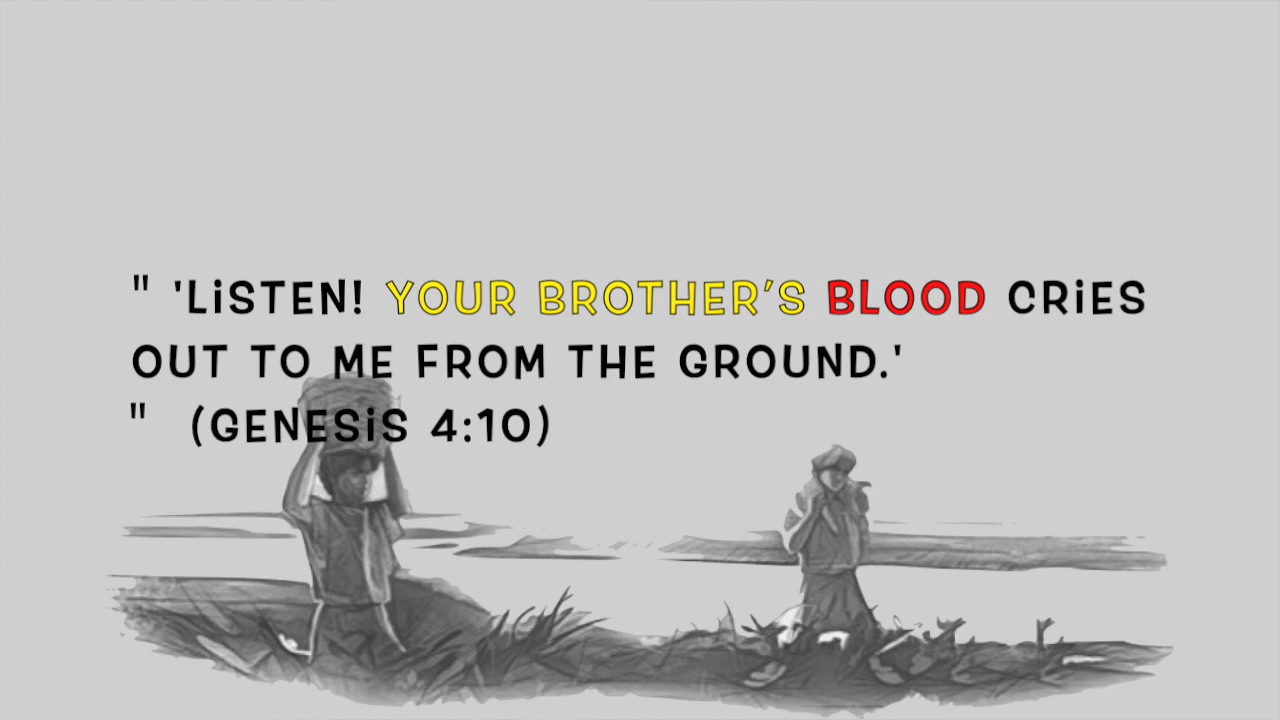 " 'LiSTEN! YOUR BROTHER'S BLOOD CRiES
OUT TO ME FROM THE GROUND.'
" (GENESiS 4:10)